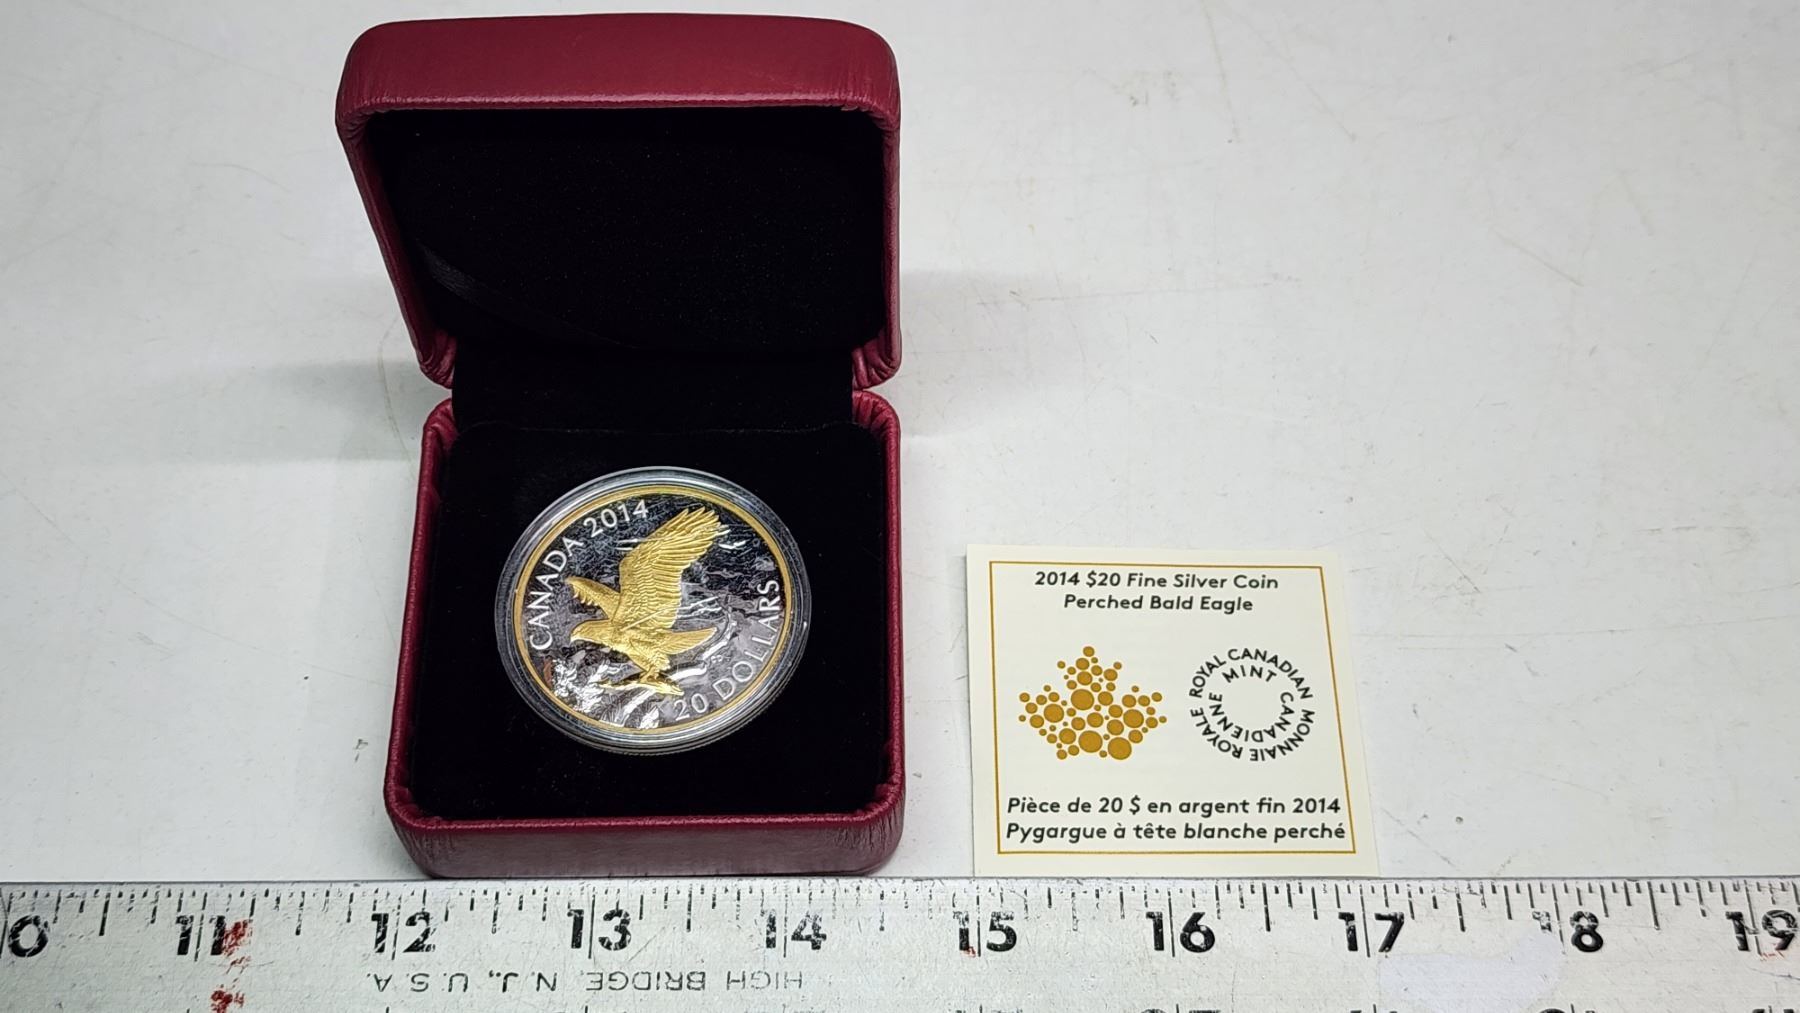 CANADA 2014
20 DOLLARS
2014 $20 Fine Silver Coin
Perched Bald Eagle
ROYAL CANADIAN MINT
MONNAIE ROYALE CANADIENNE
Pièce de 20 $ en argent fin 2014
Pygargue à tête blanche perché
0 11 12 13 14 15 16 17 18 19
HIGH BRIDGE, N.J., U.S.A.